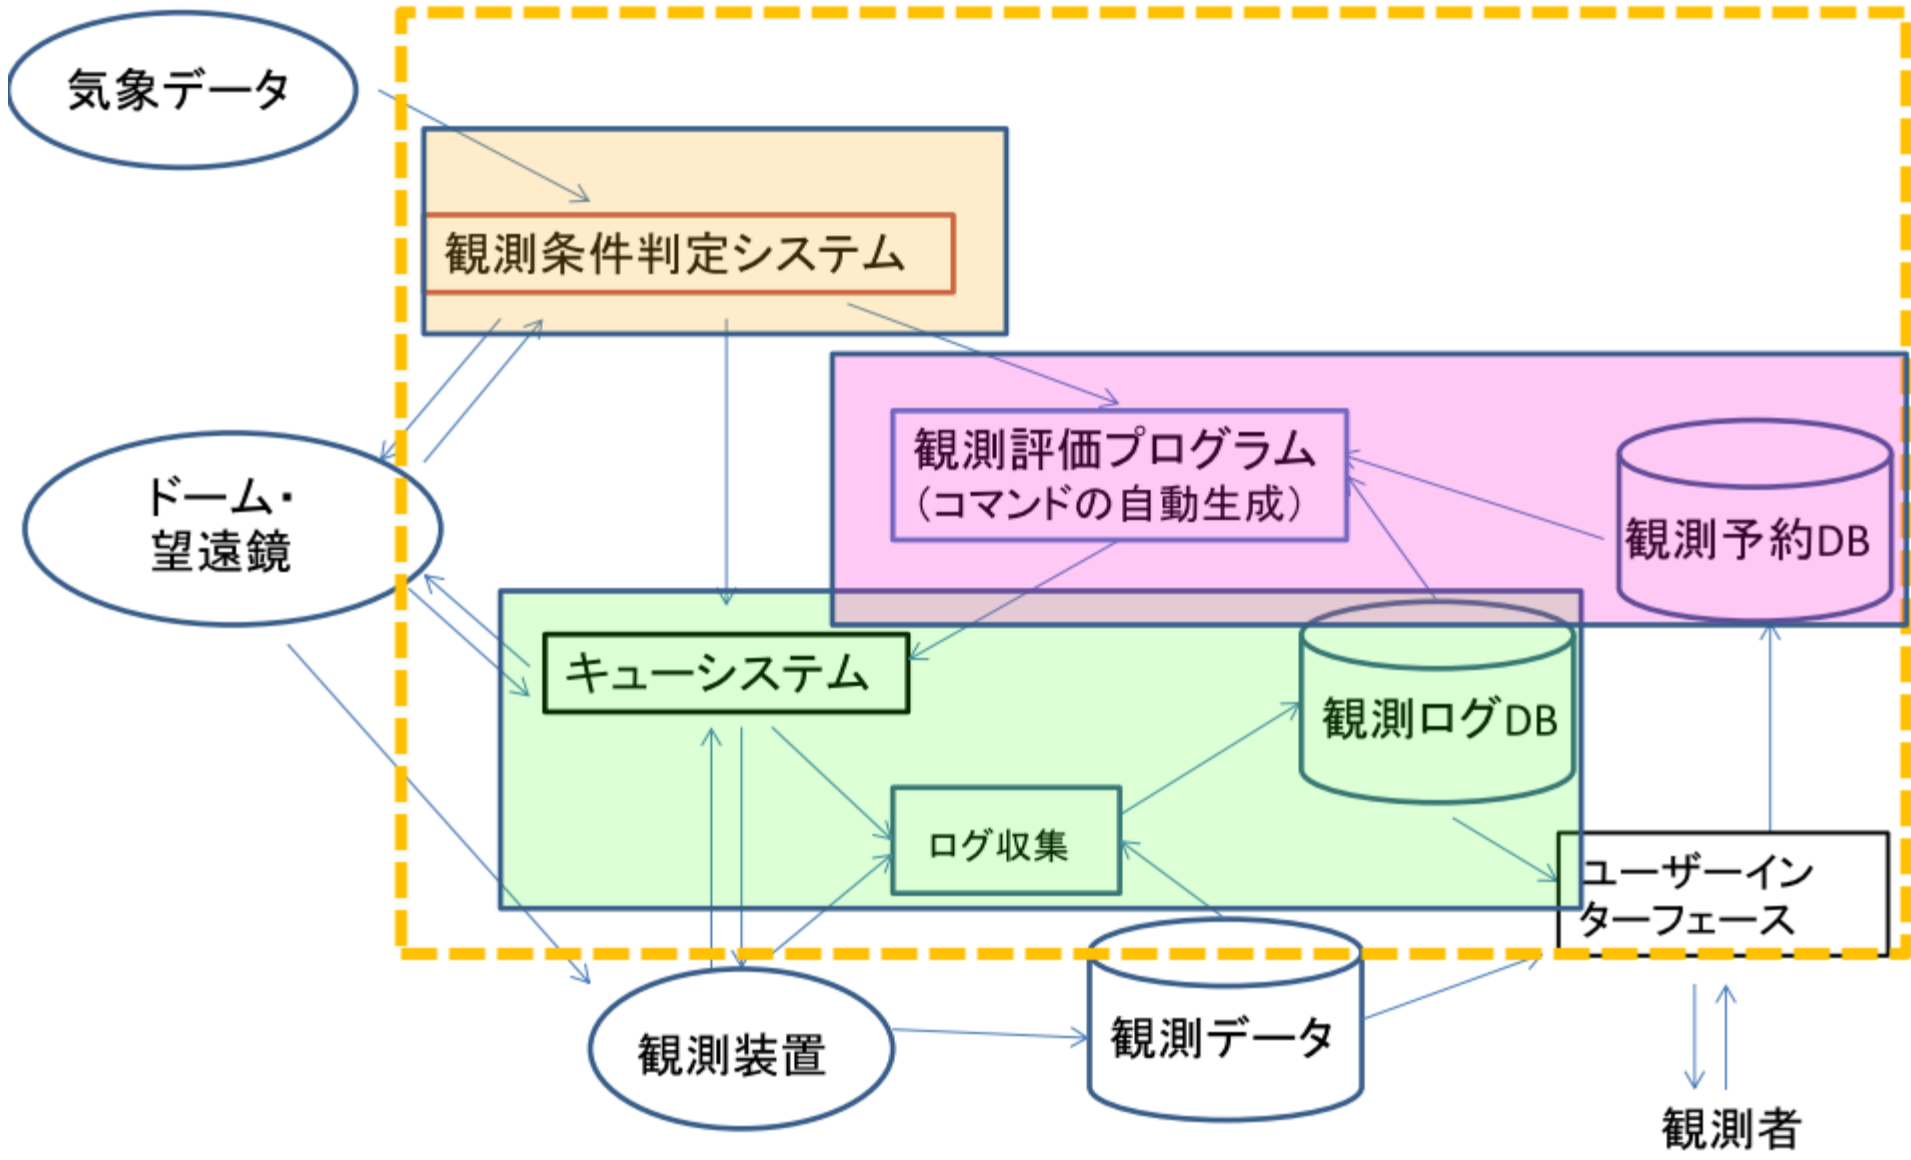 気象データ
観測条件判定システム
観測評価プログラム
（コマンドの自動生成）
観測予約DB
ドーム・
望遠鏡
キューシステム
観測ログDB
ログ収集
ユーザーイン
ターフェース
観測装置
観測データ
観測者